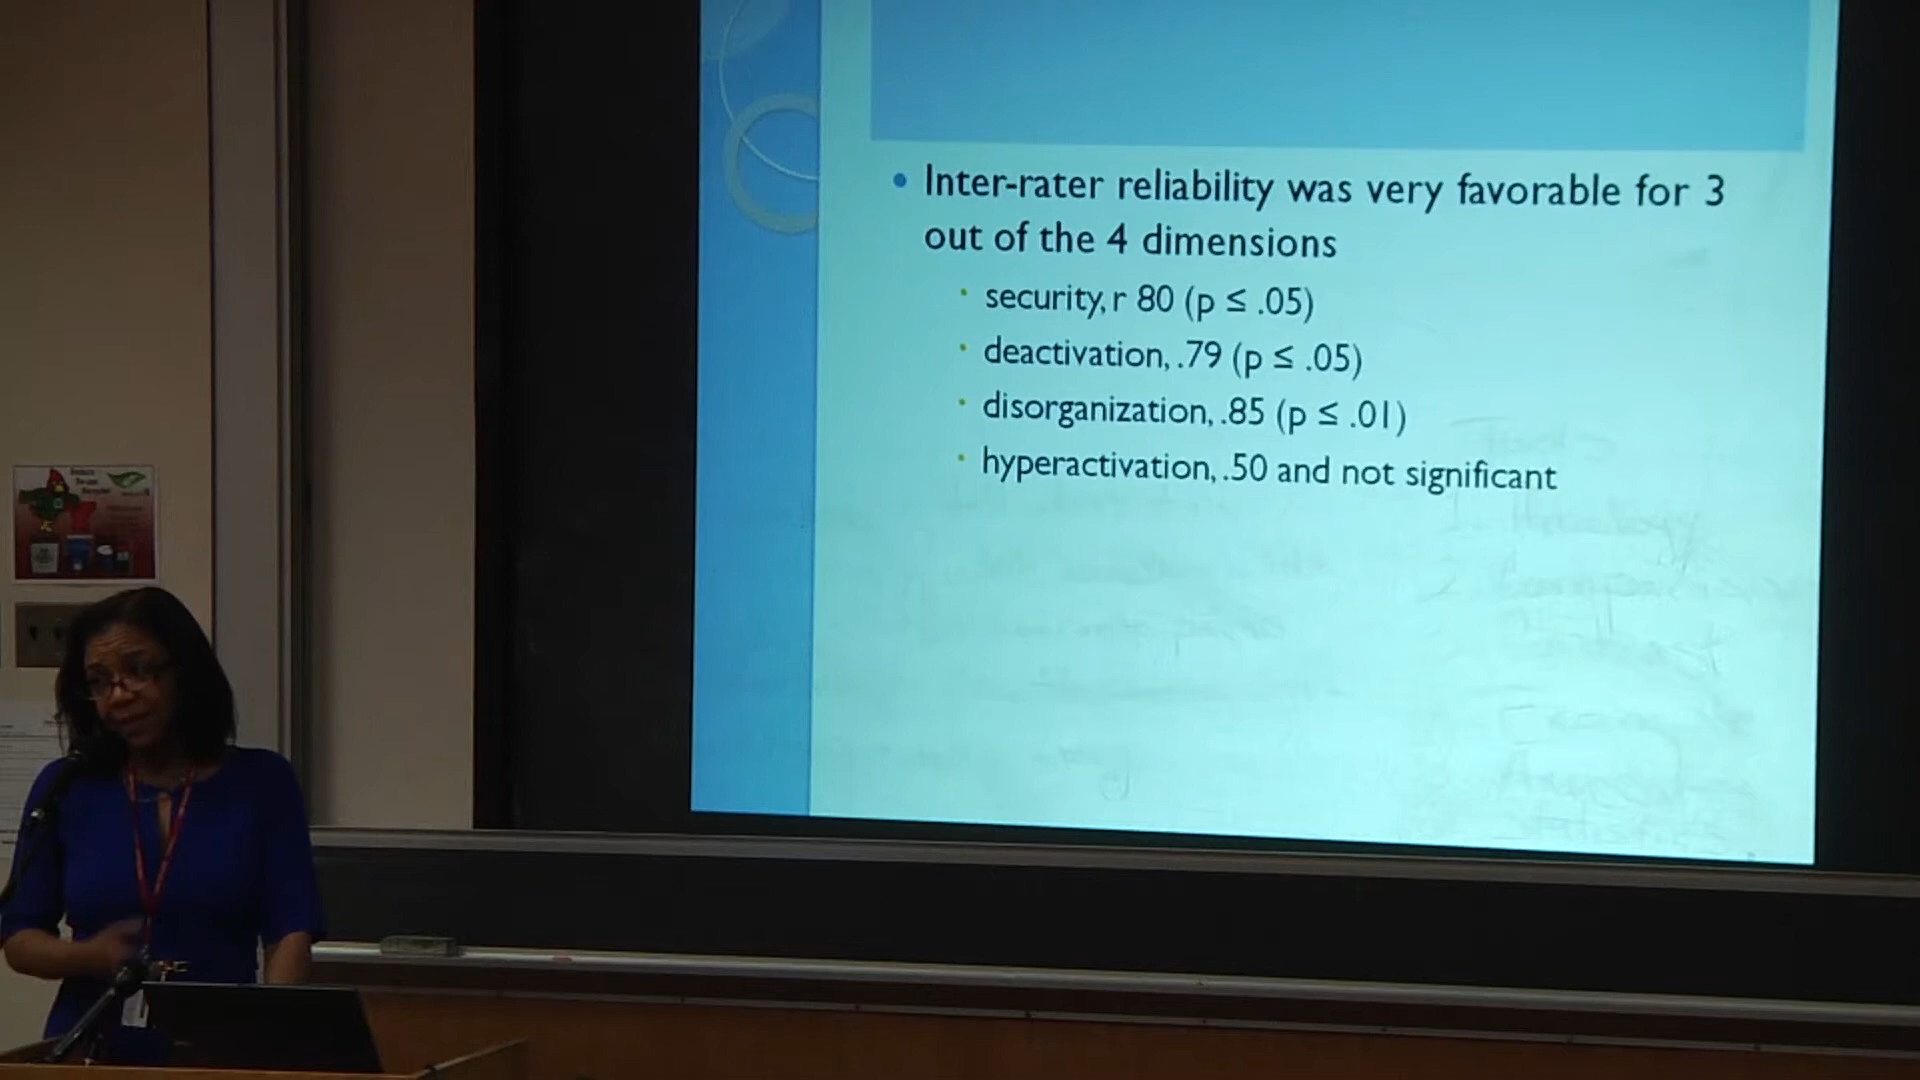 Inter-rater reliability was very favorable for 3
out of the 4 dimensions
security, r 80 (p ≤ .05)
deactivation, .79 (p ≤ .05)
disorganization, .85 (p ≤ .01)
hyperactivation, .50 and not significant